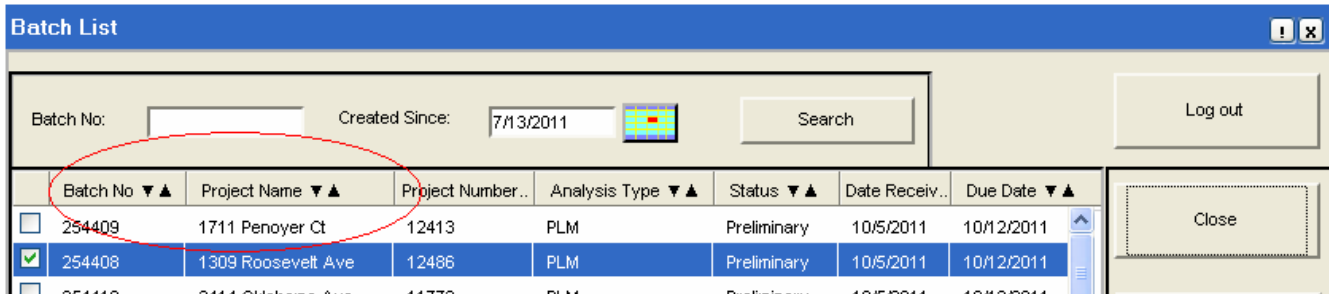 Batch List
Batch No: Created Since: 7/13/2011 Search Log out
Batch No ▼▲ Project Name ▼▲ Project Number.. Analysis Type ▼▲ Status ▼▲ Date Receiv.. Due Date ▼▲
Close
254409 1711 Penoyer Ct 12413 PLM Preliminary 10/5/2011 10/12/2011
254408 1309 Roosevelt Ave 12486 PLM Preliminary 10/5/2011 10/12/2011